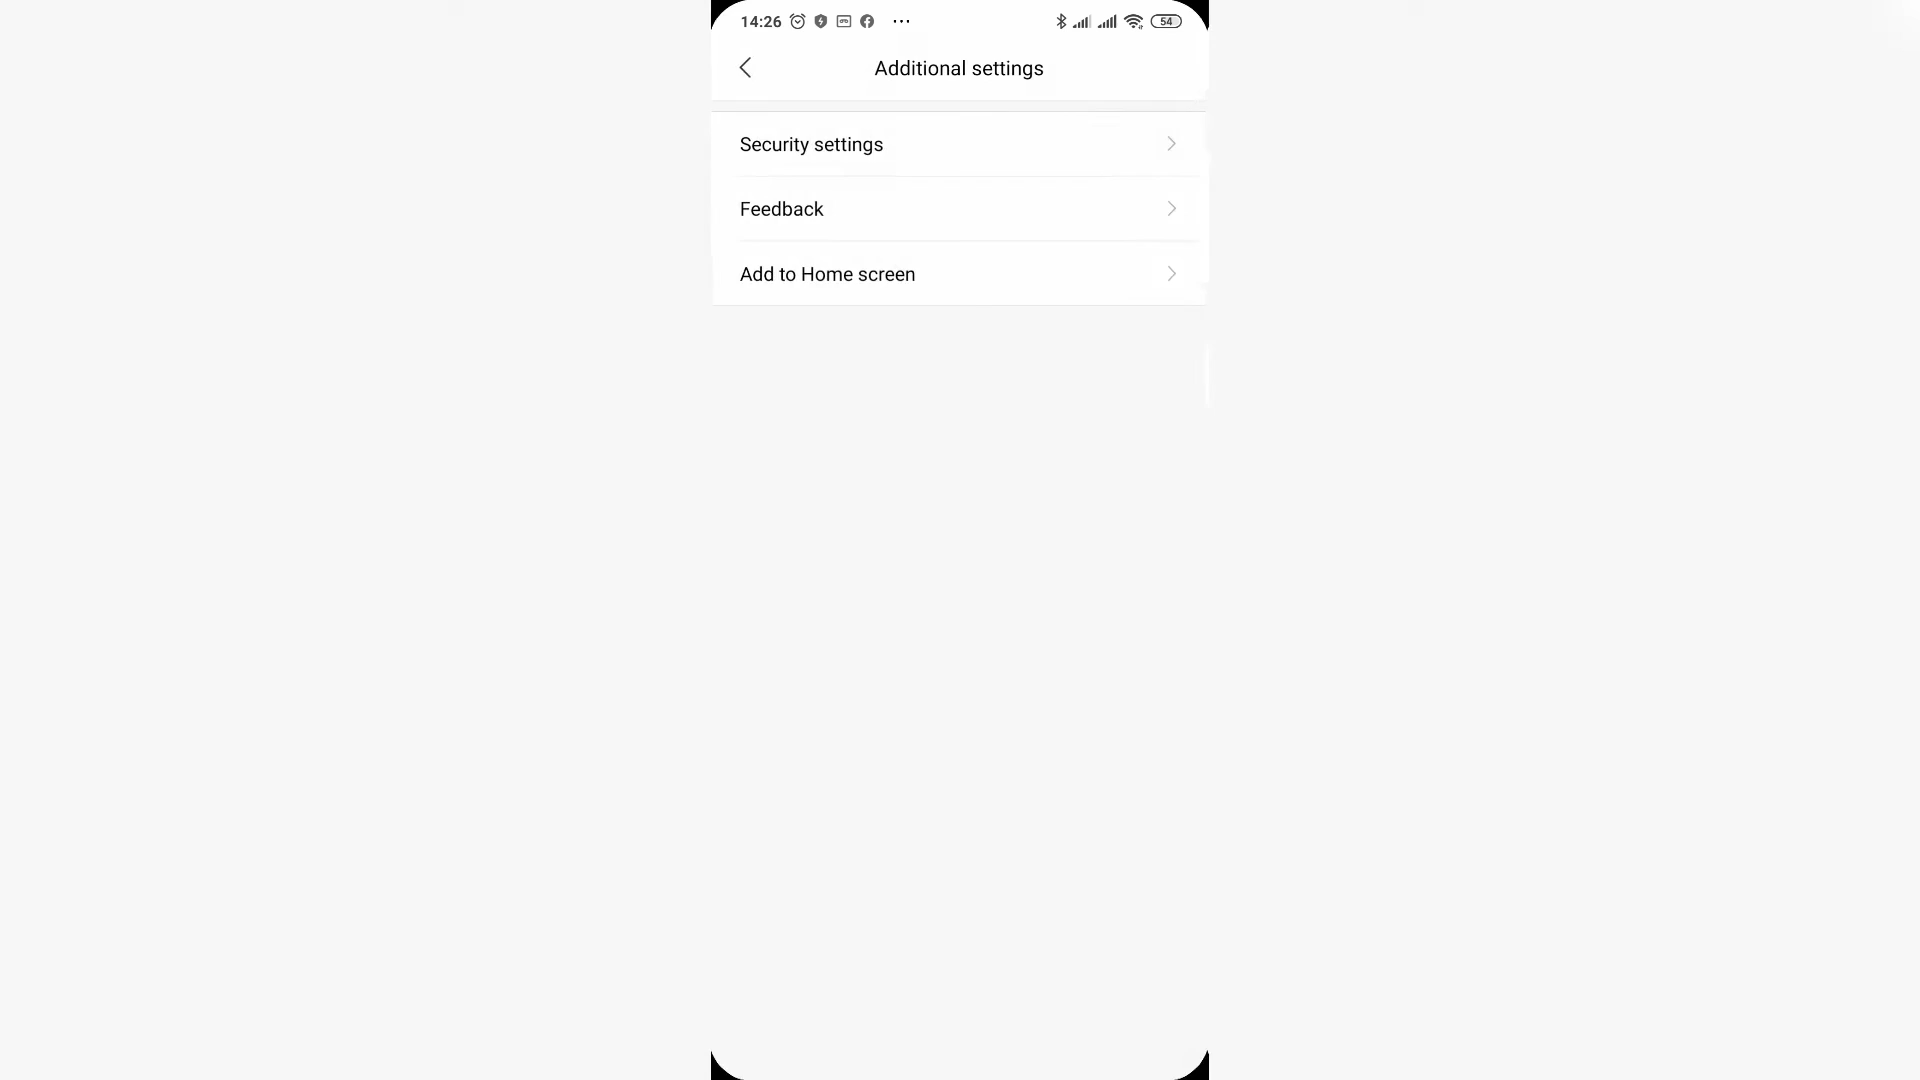 14:26 ... 54
Additional settings
Security settings
Feedback
Add to Home screen